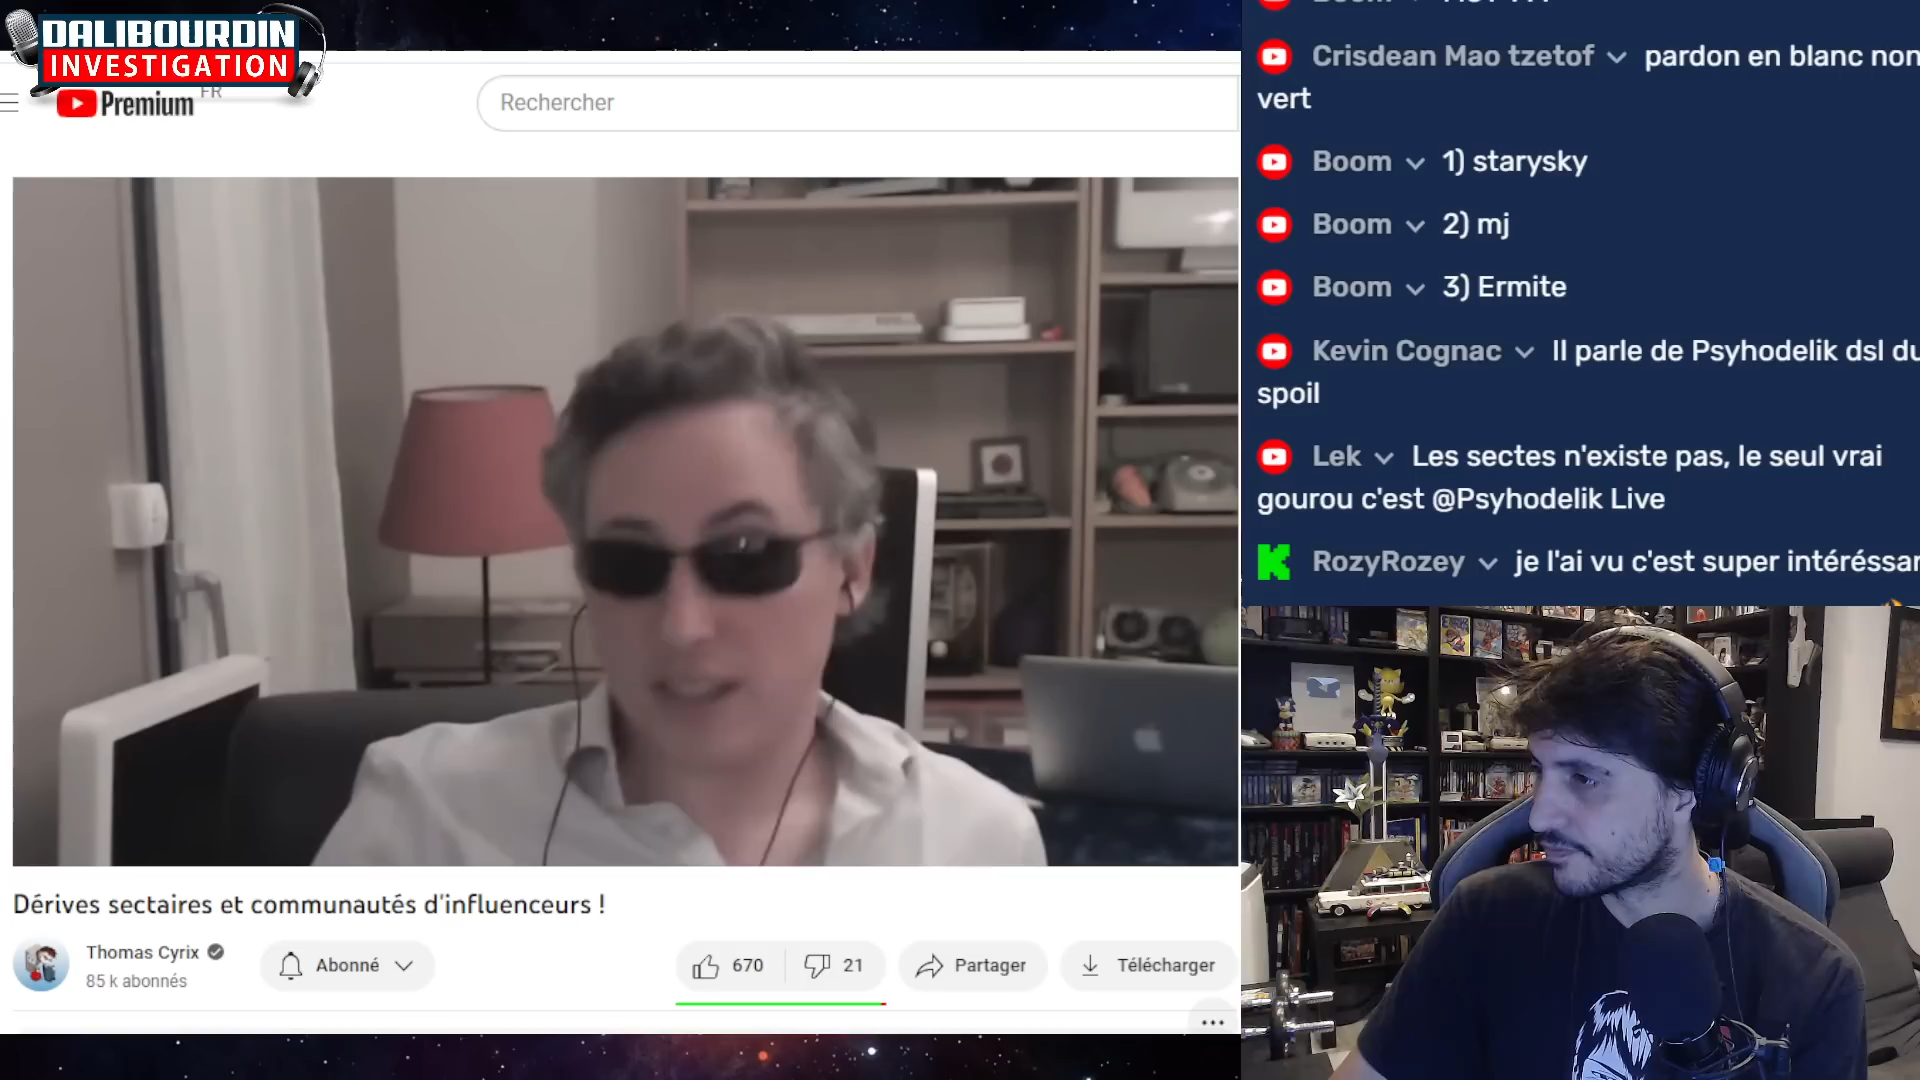 DALIBOURDIN
INVESTIGATION
Premium
FR
Rechercher
Crisdean Mao tzetof pardon en blanc non
vert
Boom 1) starysky
Boom 2) mj
Boom 3) Ermite
Kevin Cognac Il parle de Psyhodelik dsl du
spoil
Lek Les sectes n'existe pas, le seul vrai
gourou c'est @Psyhodelik Live
RozyRozey je l'ai vu c'est super
Dérives sectaires et communautés d'influenceurs !
Thomas Cyrix
85 k abonnés
Abonné
670
21
Partager
Télécharger